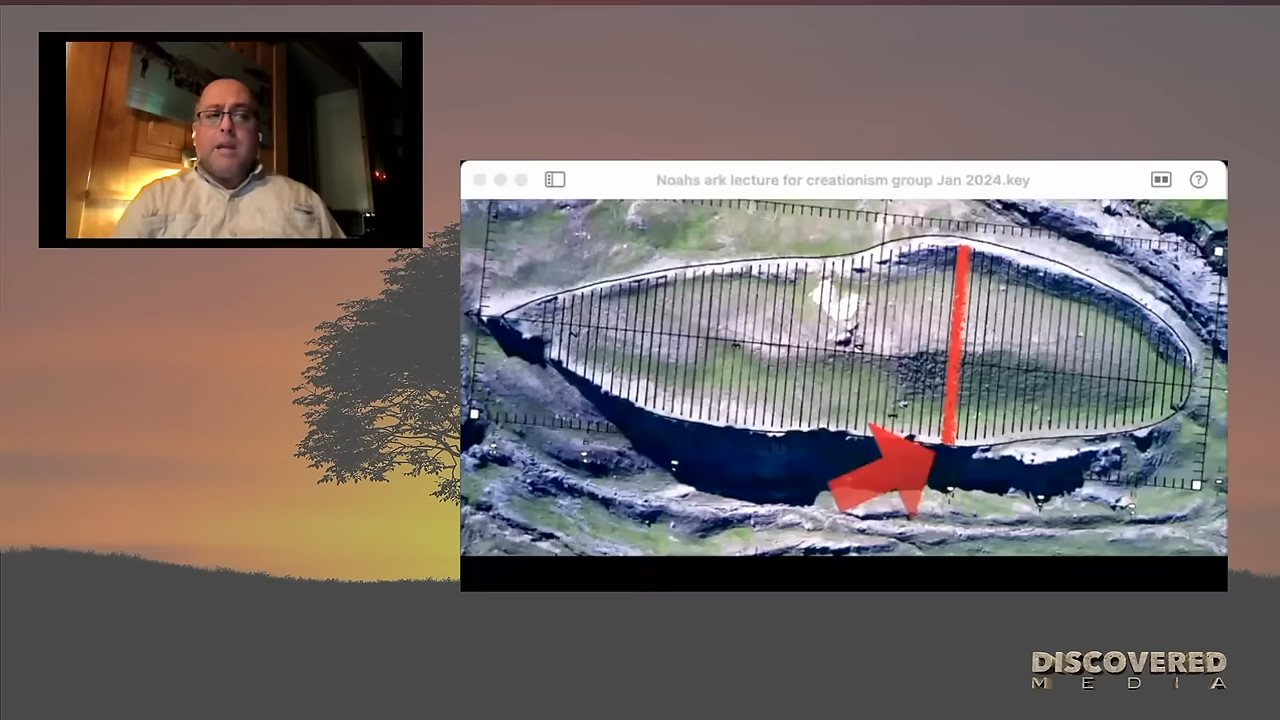 Noahs ark lecture for creationism group Jan 2024.key
?
DISCOVERED
MEDIA